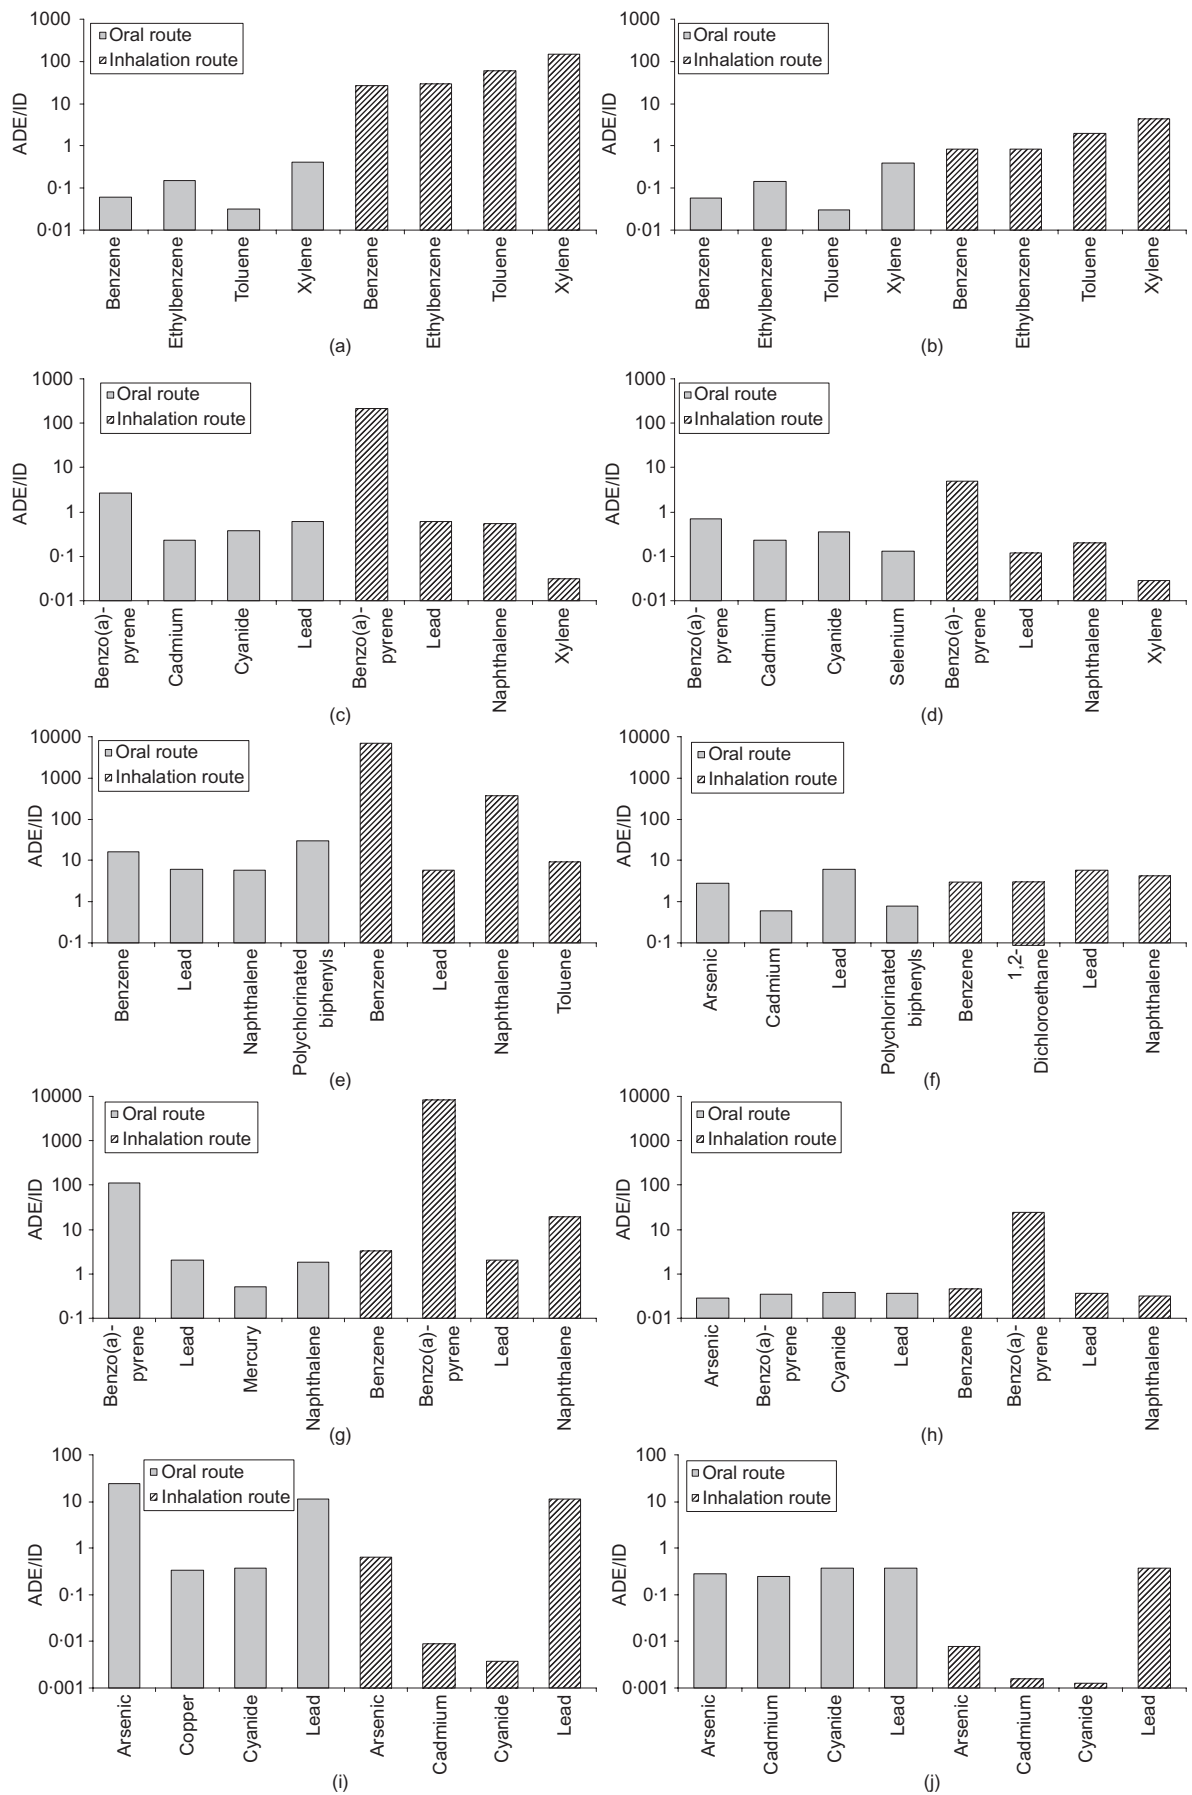 1000
100
10
1
0·1
0·01
ADE/ID
Oral route
Inhalation route
Benzene
Ethylbenzene
Toluene
Xylene
Benzene
Ethylbenzene
Toluene
Xylene
(a)
1000
100
10
1
0·1
0·01
ADE/ID
Oral route
Inhalation route
Benzene
Ethylbenzene
Toluene
Xylene
Benzene
Ethylbenzene
Toluene
Xylene
(b)
1000
100
10
1
0·1
0·01
ADE/ID
Oral route
Inhalation route
Benzo(a)-
pyrene
Cadmium
Cyanide
Lead
Benzo(a)-
pyrene
Lead
Naphthalene
Xylene
(c)
1000
100
10
1
0·1
0·01
ADE/ID
Oral route
Inhalation route
Benzo(a)-
pyrene
Cadmium
Cyanide
Selenium
Benzo(a)-
pyrene
Lead
Naphthalene
Xylene
(d)
10000
1000
100
10
1
0·1
ADE/ID
Oral route
Inhalation route
Benzene
Lead
Naphthalene
Polychlorinated
biphenyls
Benzene
Lead
Naphthalene
Toluene
(e)
10000
1000
100
10
1
0·1
ADE/ID
Oral route
Inhalation route
Arsenic
Cadmium
Lead
Polychlorinated
biphenyls
Benzene
1,2-
Dichloroethane
Lead
Naphthalene
(f)
10000
1000
100
10
1
0·1
ADE/ID
Oral route
Inhalation route
Benzo(a)-
pyrene
Lead
Mercury
Naphthalene
Benzene
Benzo(a)-
pyrene
Lead
Naphthalene
(g)
10000
1000
100
10
1
0·1
ADE/ID
Oral route
Inhalation route
Arsenic
Benzo(a)-
pyrene
Cyanide
Lead
Benzene
Benzo(a)-
pyrene
Lead
Naphthalene
(h)
100
10
1
0·1
0·01
0·001
ADE/ID
Oral route
Inhalation route
Arsenic
Copper
Cyanide
Lead
Arsenic
Cadmium
Cyanide
Lead
(i)
100
10
1
0·1
0·01
0·001
ADE/ID
Oral route
Inhalation route
Arsenic
Cadmium
Cyanide
Lead
Arsenic
Cadmium
Cyanide
Lead
(j)